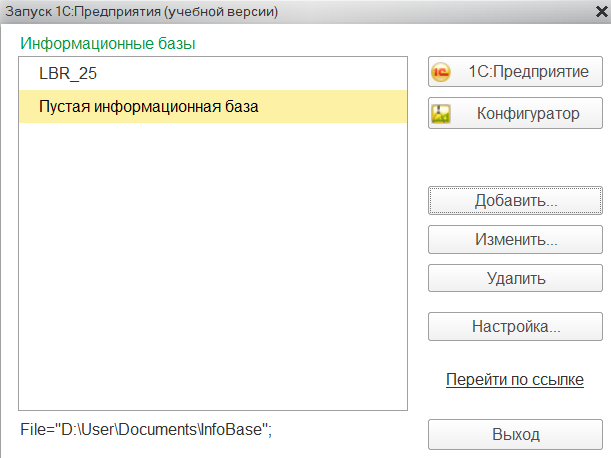 Запуск 1С:Предприятия (учебной версии)
Информационные базы
LBR_25
Пустая информационная база
1С:Предприятие
Конфигуратор
Добавить...
Изменить...
Удалить
Настройка...
Перейти по ссылке
File="D:\User\Documents\InfoBase";
Выход